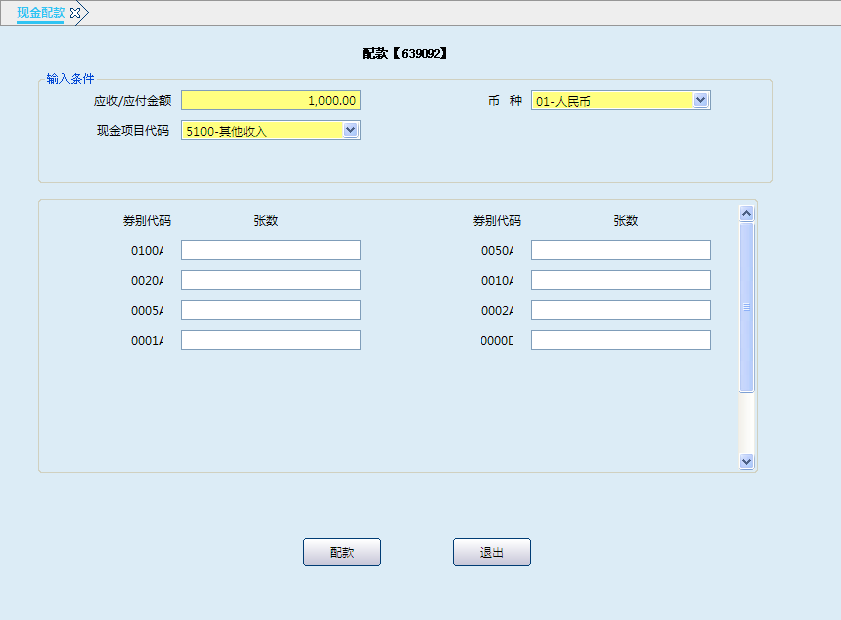 现金配款
配款【639092】
输入条件
应收/应付金额 1,000.00 币 种 01-人民币
现金项目代码 5100-其他收入
券别代码 张数 券别代码 张数
0100A 0050A
0020A 0010A
0005A 0002A
0001A 0000D
配款 退出